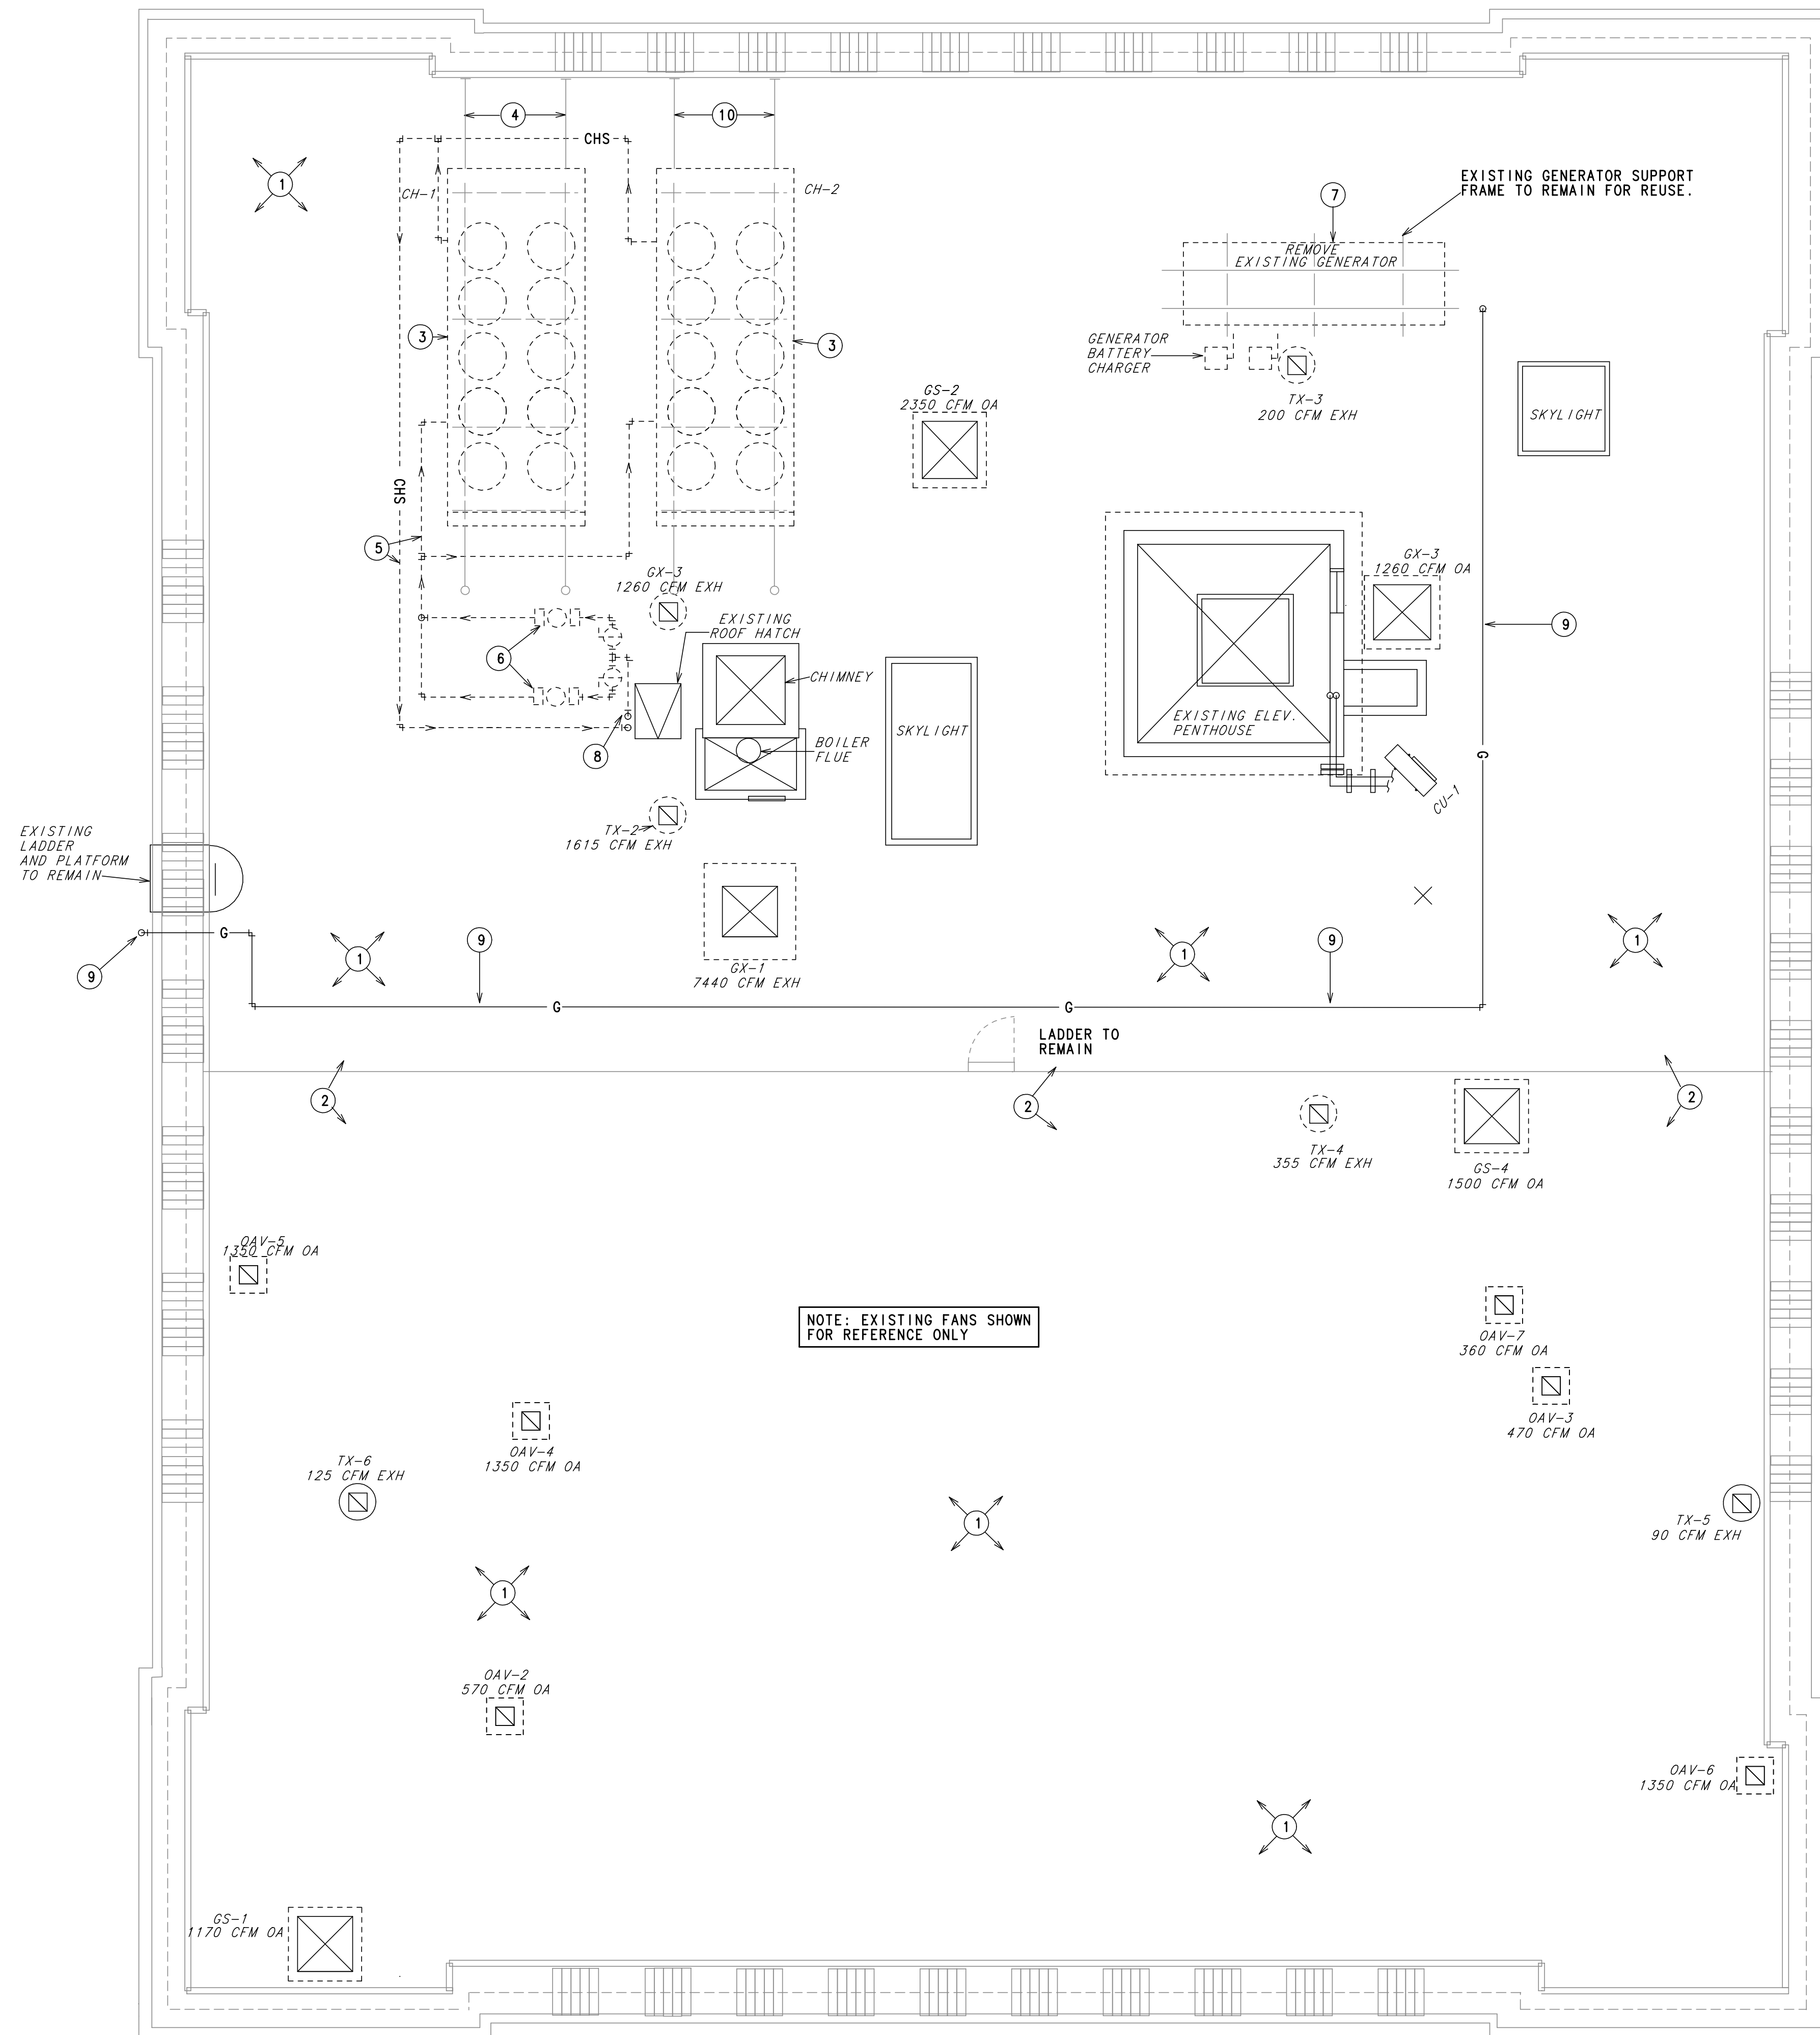 4
10
CHS
1
CH-1
CH-2
7
EXISTING GENERATOR SUPPORT
FRAME TO REMAIN FOR REUSE.
REMOVE
EXISTING GENERATOR
3
3
GENERATOR
BATTERY
CHARGER
TX-3
200 CFM EXH
SKYLIGHT
GS-2
2350 CFM OA
CHS
5
GX-3
1260 CFM EXH
GX-3
1260 CFM OA
EXISTING
ROOF HATCH
9
6
CHIMNEY
EXISTING ELEV.
PENTHOUSE
SKYLIGHT
BOILER
FLUE
8
G
CU-1
TX-2
1615 CFM EXH
EXISTING
LADDER
AND PLATFORM
TO REMAIN
G
9
9
1
1
9
1
GX-1
7440 CFM EXH
G
G
LADDER TO
REMAIN
2
2
2
TX-4
355 CFM EXH
GS-4
1500 CFM OA
OAV-5
1350 CFM OA
NOTE: EXISTING FANS SHOWN
FOR REFERENCE ONLY
OAV-7
360 CFM OA
OAV-3
470 CFM OA
OAV-4
1350 CFM OA
TX-6
125 CFM EXH
1
TX-5
90 CFM EXH
1
OAV-2
570 CFM OA
OAV-6
1350 CFM OA
1
GS-1
1170 CFM OA